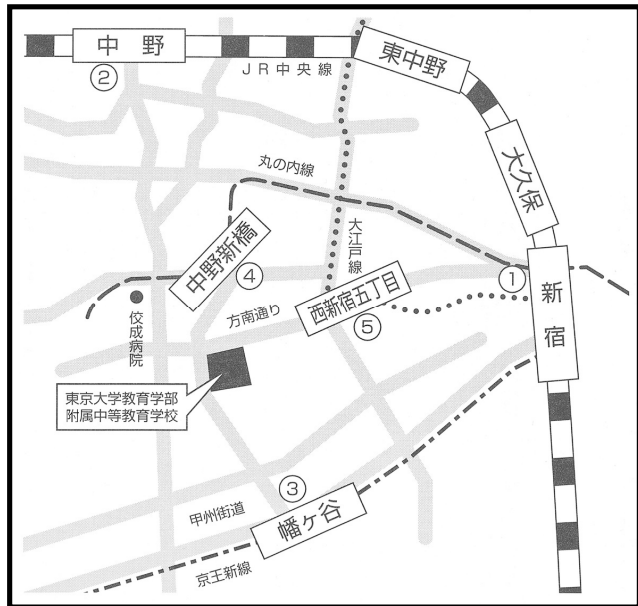 中野
東中野
②
JR中央線
大久保
丸の内線
大江戸線
中野新橋
④
①
新宿
西新宿五丁目
方南通り
⑤
佼成病院
東京大学教育学部
附属中等教育学校
③
甲州街道
幡ヶ谷
京王新線